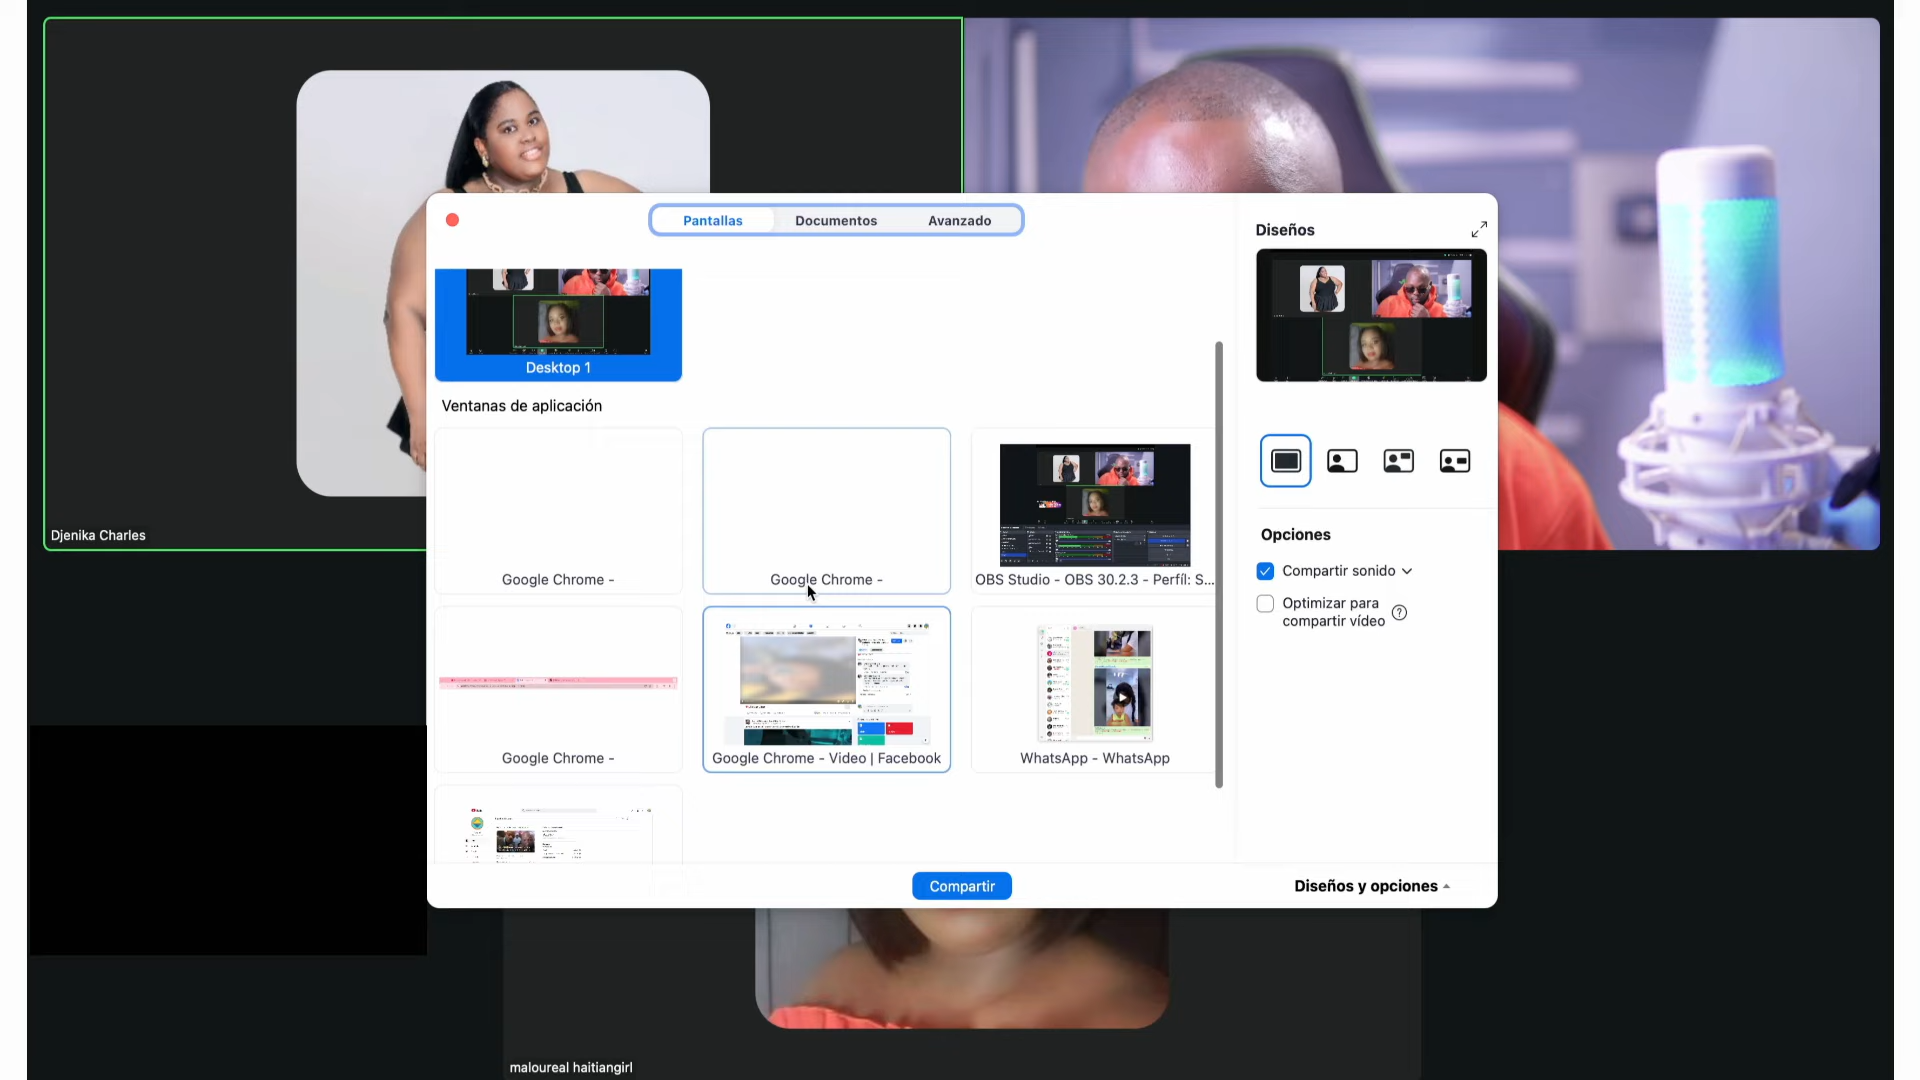 Pantallas
Documentos
Avanzado
Diseños
Desktop 1
Ventanas de aplicación
Google Chrome -
Google Chrome -
OBS Studio - OBS 30.2.3 - Perfil: S...
Opciones
Compartir sonido
Optimizar para
compartir vídeo
Google Chrome -
Google Chrome - Video | Facebook
WhatsApp - WhatsApp
Compartir
Diseños y opciones
Djenika Charles
maloureal haitiangirl